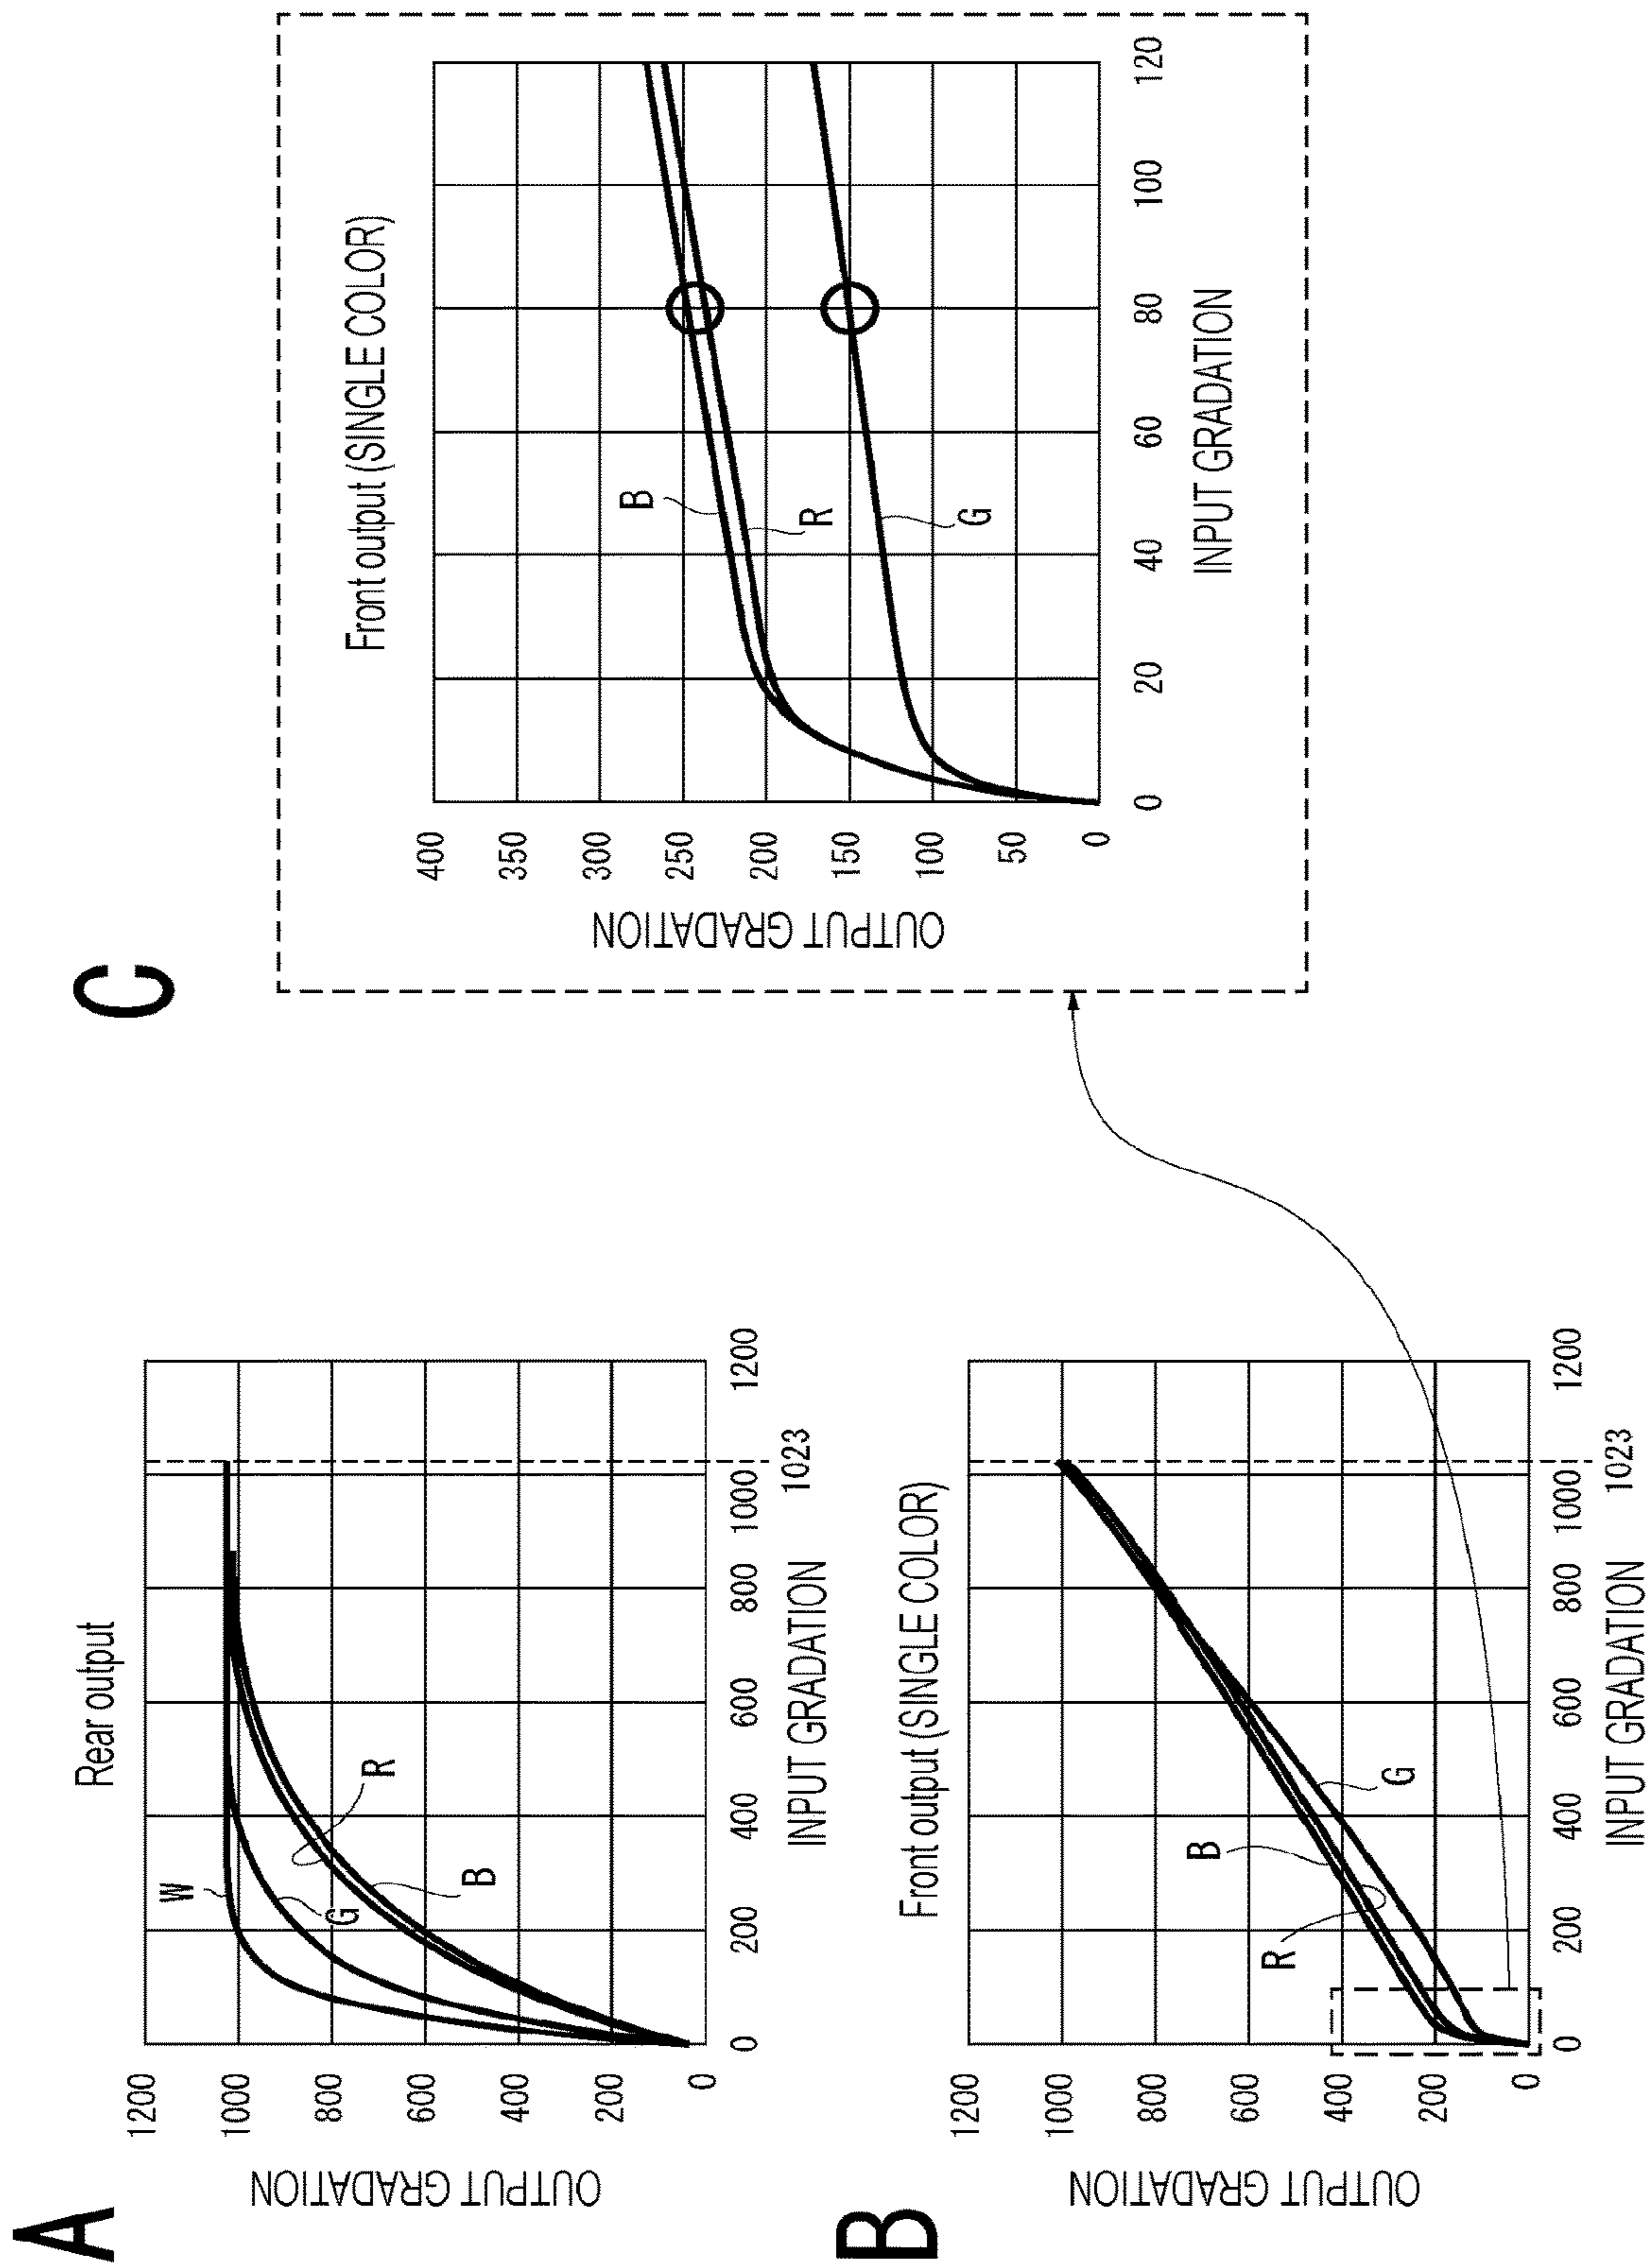 A
Rear output
OUTPUT GRADATION
1200
1000
800
600
400
200
0
W
G
R
B
0
200
400
600
800
1000
1200
1023
INPUT GRADATION
B
Front output (SINGLE COLOR)
OUTPUT GRADATION
1200
1000
800
600
400
200
0
R
B
G
0
200
400
600
800
1000
1200
1023
INPUT GRADATION
C
Front output (SINGLE COLOR)
OUTPUT GRADATION
400
350
300
250
200
150
100
50
0
B
R
G
0
20
40
60
80
100
120
INPUT GRADATION